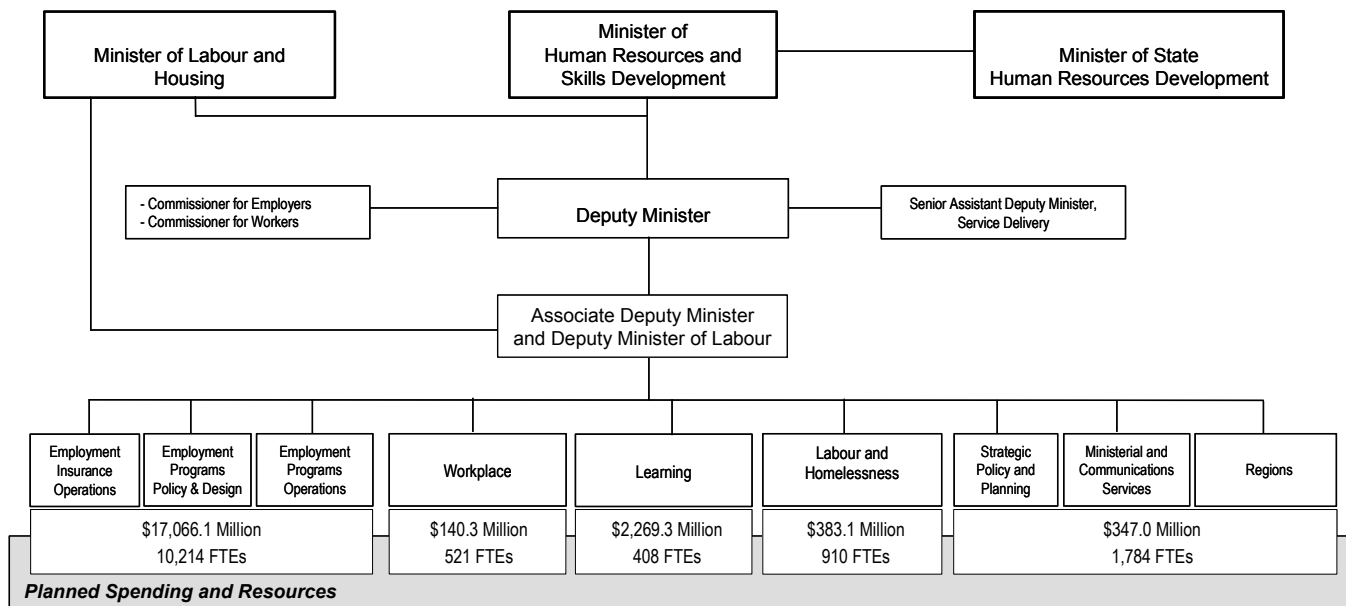 Minister of Labour and
Housing
Minister of
Human Resources and
Skills Development
Minister of State
Human Resources Development
- Commissioner for Employers
- Commissioner for Workers
Deputy Minister
Senior Assistant Deputy Minister,
Service Delivery
Associate Deputy Minister
and Deputy Minister of Labour
Employment
Insurance
Operations
Employment
Programs
Policy & Design
Employment
Programs
Operations
Workplace
Learning
Labour and
Homelessness
Strategic
Policy and
Planning
Ministerial and
Communications
Services
Regions
$17,066.1 Million
10,214 FTEs
$140.3 Million
521 FTEs
$2,269.3 Million
408 FTEs
$383.1 Million
910 FTEs
$347.0 Million
1,784 FTEs
Planned Spending and Resources